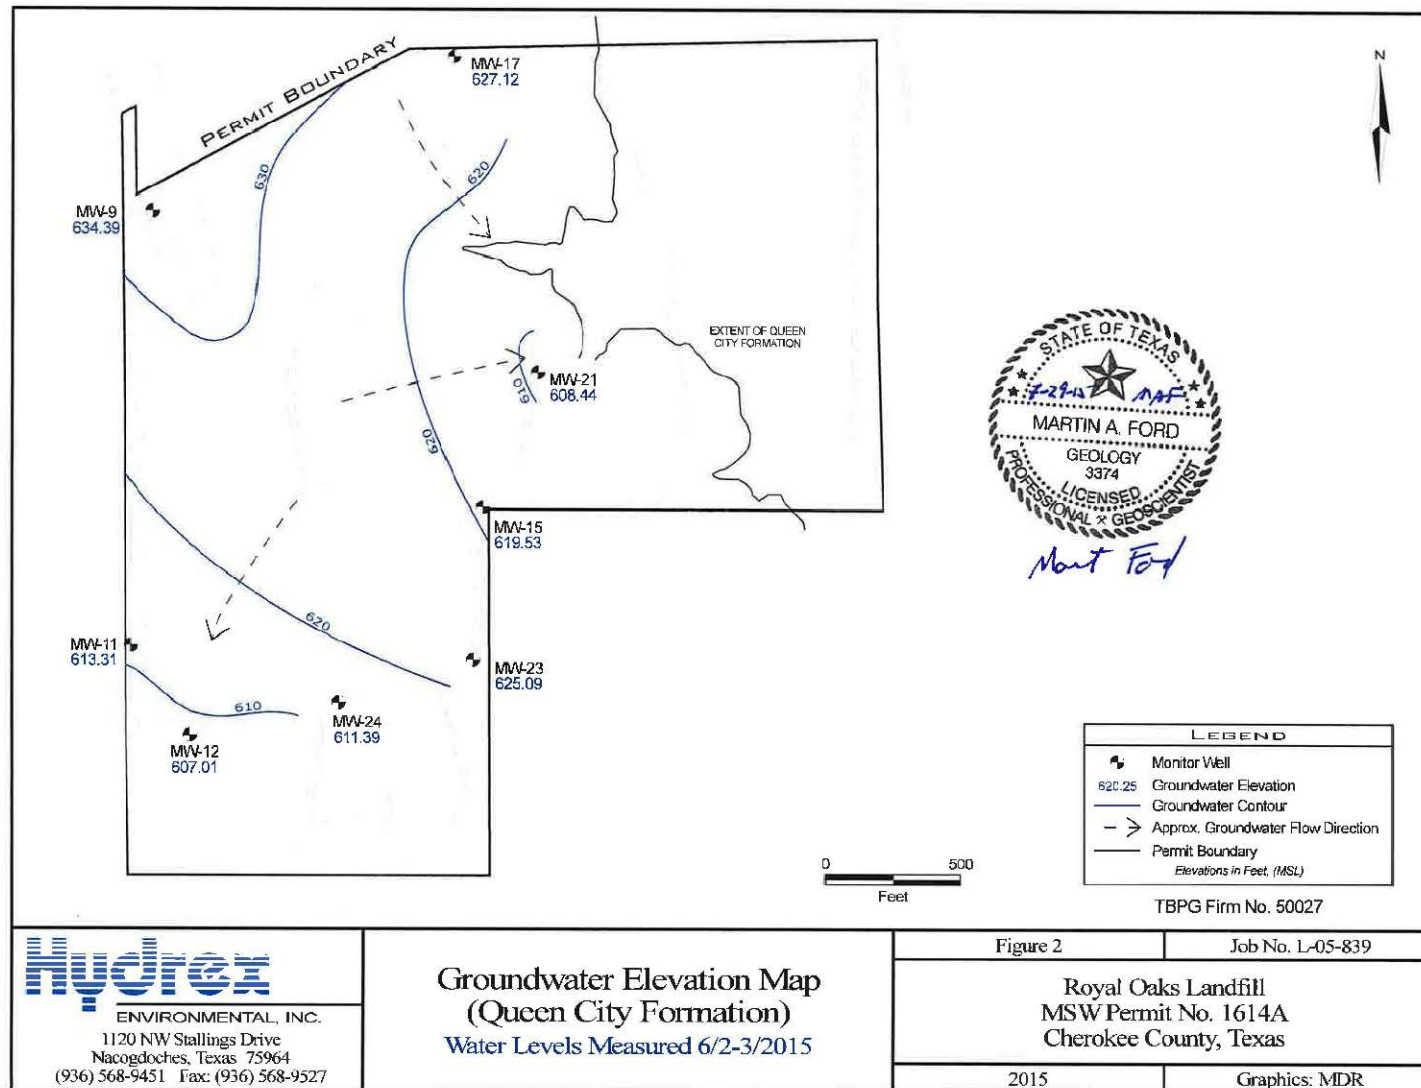 PERMIT BOUNDARY
MW-17
627.12
N
630
620
MW-9
634.39
EXTENT OF QUEEN
CITY FORMATION
MW-21
608.44
610
620
STATE OF TEXAS
MAF
MARTIN A. FORD
GEOLOGY
3374
LICENSED
PROFESSIONAL GEOSCIENTIST
Mart Ford
MW-15
619.53
620
MW-11
613.31
MW-23
625.09
610
MW-24
611.39
MW-12
607.01
LEGEND
Monitor Well
620.25 Groundwater Elevation
Groundwater Contour
Approx. Groundwater Flow Direction
Permit Boundary
Elevations in Feet, (MSL)
0 500
Feet
TBPG Firm No. 50027
Hydrex
ENVIRONMENTAL, INC.
1120 NW Stallings Drive
Nacogdoches, Texas 75964
(936) 568-9451 Fax: (936) 568-9527
Groundwater Elevation Map
(Queen City Formation)
Water Levels Measured 6/2-3/2015
Figure 2
Job No. L-05-839
Royal Oaks Landfill
MSW Permit No. 1614A
Cherokee County, Texas
2015
Graphics: MDR